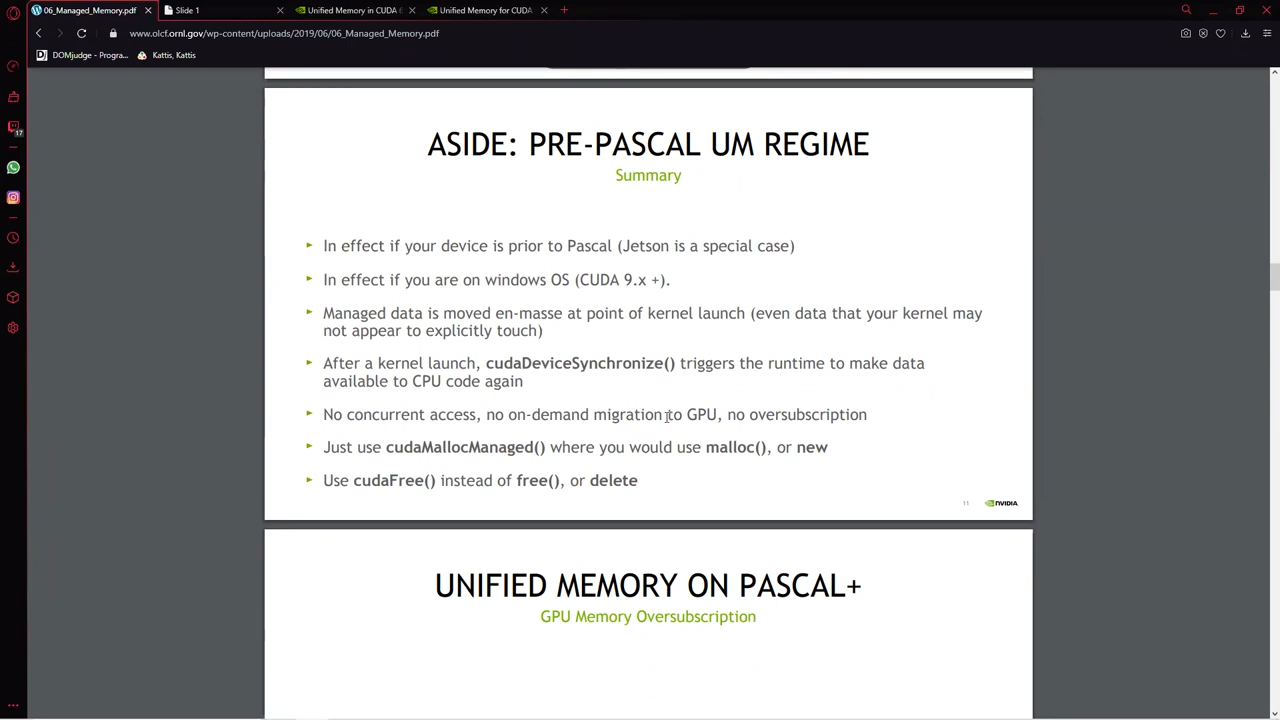 06_Managed_Memory.pdf
Slide 1
Unified Memory in CUDA 6
Unified Memory for CUDA
www.olcf.ornl.gov/wp-content/uploads/2019/06/06_Managed_Memory.pdf
DOMjudge - Progra...
Kattis, Kattis
17
ASIDE: PRE-PASCAL UM REGIME
Summary
► In effect if your device is prior to Pascal (Jetson is a special case)
► In effect if you are on windows OS (CUDA 9.x +).
► Managed data is moved en-masse at point of kernel launch (even data that your kernel may
not appear to explicitly touch)
► After a kernel launch, cudaDeviceSynchronize() triggers the runtime to make data
available to CPU code again
► No concurrent access, no on-demand migration to GPU, no oversubscription
► Just use cudaMallocManaged() where you would use malloc(), or new
► Use cudaFree() instead of free(), or delete
11
NVIDIA
UNIFIED MEMORY ON PASCAL+
GPU Memory Oversubscription